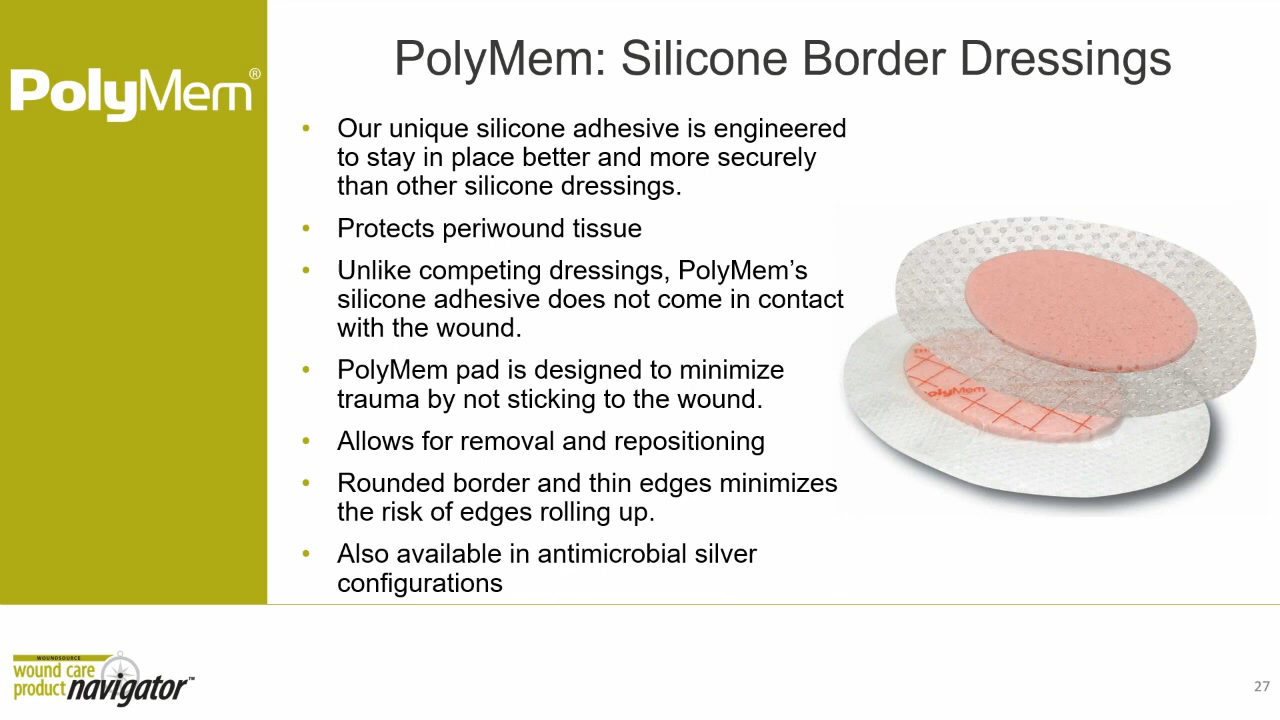 PolyMem®
PolyMem: Silicone Border Dressings
• Our unique silicone adhesive is engineered
to stay in place better and more securely
than other silicone dressings.
• Protects periwound tissue
• Unlike competing dressings, PolyMem’s
silicone adhesive does not come in contact
with the wound.
• PolyMem pad is designed to minimize
trauma by not sticking to the wound.
• Allows for removal and repositioning
• Rounded border and thin edges minimizes
the risk of edges rolling up.
• Also available in antimicrobial silver
configurations
PolyMem
WOUNDSOURCE
wound care
product navigator™
27